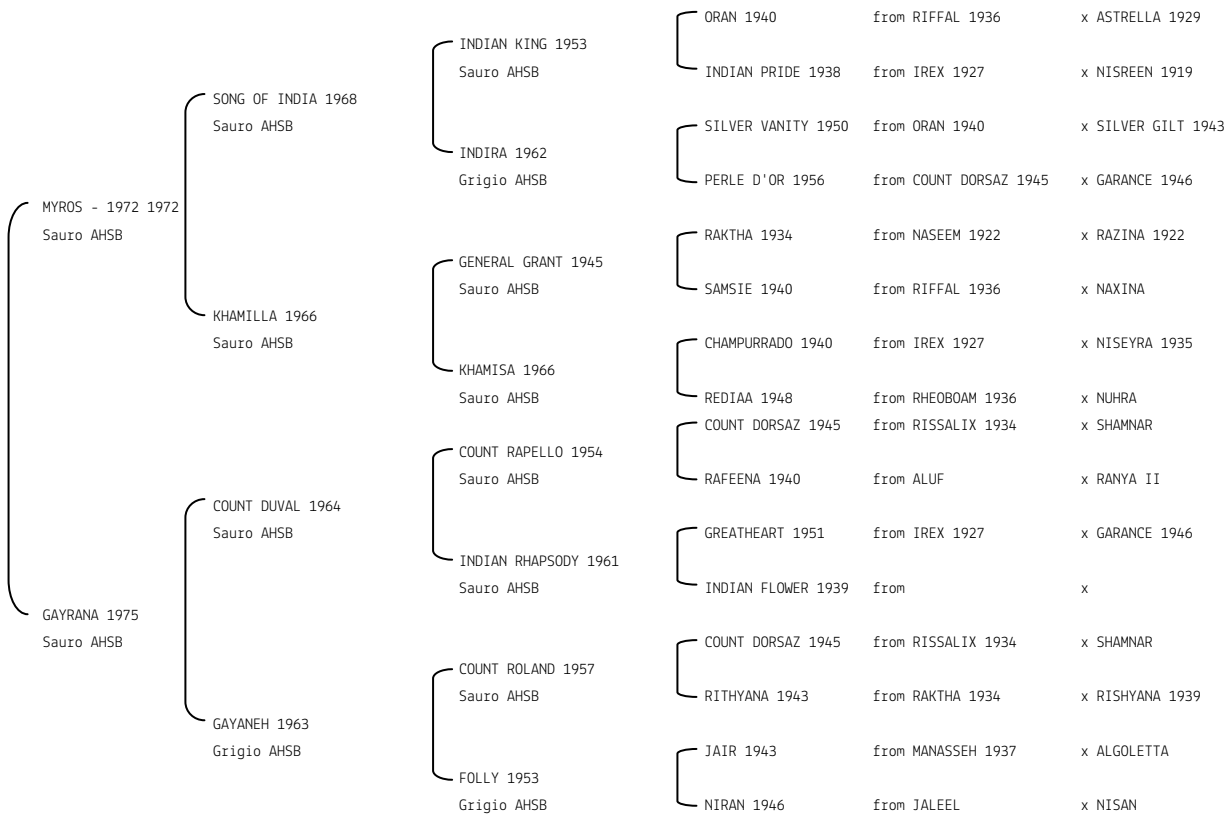 ORAN 1940 from RIFFAL 1936 x ASTRELLA 1929
INDIAN KING 1953
Sauro AHSB
INDIAN PRIDE 1938 from IREX 1927 x NISREEN 1919
SONG OF INDIA 1968
Sauro AHSB
SILVER VANITY 1950 from ORAN 1940 x SILVER GILT 1943
INDIRA 1962
Grigio AHSB
PERLE D'OR 1956 from COUNT DORSAZ 1945 x GARANCE 1946
MYROS - 1972 1972
Sauro AHSB
RAKTHA 1934 from NASEEM 1922 x RAZINA 1922
GENERAL GRANT 1945
Sauro AHSB
SAMSIE 1940 from RIFFAL 1936 x NAXINA
KHAMILLA 1966
Sauro AHSB
CHAMPURRADO 1940 from IREX 1927 x NISEYRA 1935
KHAMISA 1966
Sauro AHSB
REDIAA 1948 from RHEOBOAM 1936 x NUHRA
COUNT DORSAZ 1945 from RISSALIX 1934 x SHAMNAR
COUNT RAPELLO 1954
Sauro AHSB
RAFEENA 1940 from ALUF x RANYA II
COUNT DUVAL 1964
Sauro AHSB
GREATHEART 1951 from IREX 1927 x GARANCE 1946
INDIAN RHAPSODY 1961
Sauro AHSB
INDIAN FLOWER 1939 from x
GAYRANA 1975
Sauro AHSB
COUNT DORSAZ 1945 from RISSALIX 1934 x SHAMNAR
COUNT ROLAND 1957
Sauro AHSB
RITHYANA 1943 from RAKTHA 1934 x RISHYANA 1939
GAYANEH 1963
Grigio AHSB
JAIR 1943 from MANASSEH 1937 x ALGOLETTA
FOLLY 1953
Grigio AHSB
NIRAN 1946 from JALEEL x NISAN